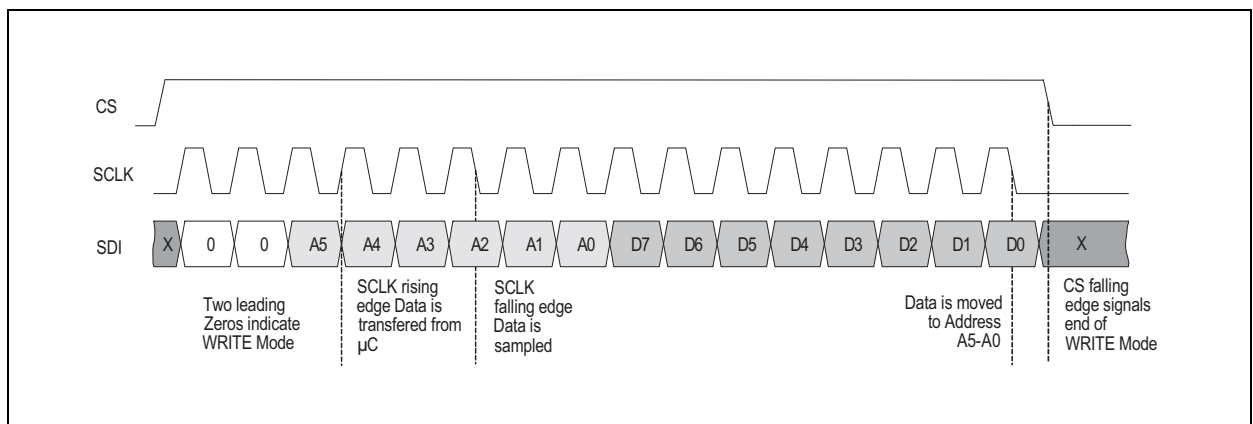 CS
SCLK
SDI
X 0 0 A5 A4 A3 A2 A1 A0 D7 D6 D5 D4 D3 D2 D1 D0 X
Two leading
Zeros indicate
WRITE Mode
SCLK rising
edge Data is
transfered from
µC
SCLK
falling edge
Data is
sampled
Data is moved
to Address
A5-A0
CS falling
edge signals
end of
WRITE Mode